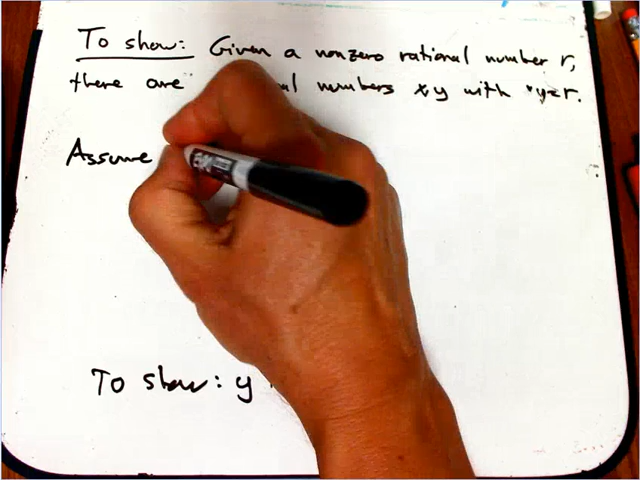 To show: Given a nonzero rational number r,
there are numbers x,y with xy=r.
Assume
To show: y